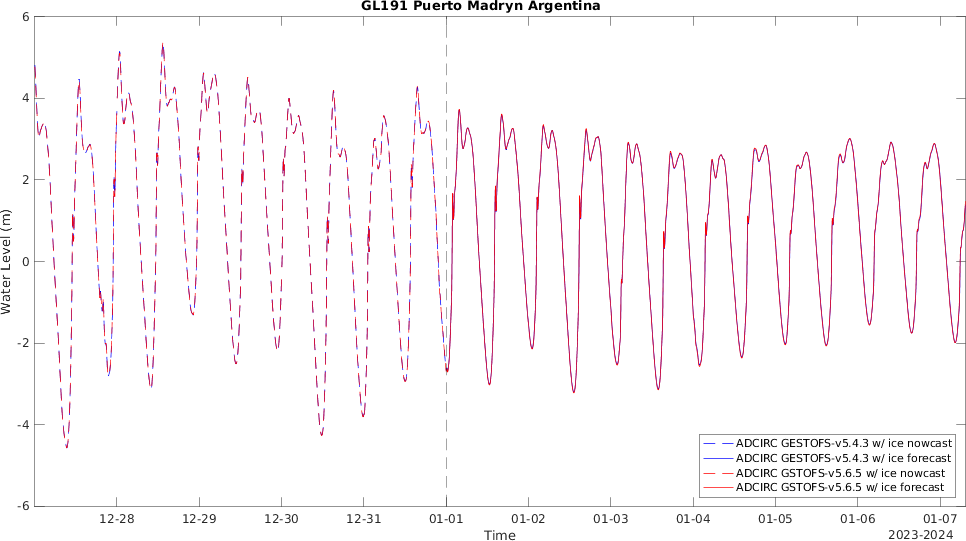 GL191 Puerto Madryn Argentina
6
4
2
0
-2
-4
-6
Water Level (m)
ADCIRC GESTOFS-v5.4.3 w/ ice nowcast
ADCIRC GESTOFS-v5.4.3 w/ ice forecast
ADCIRC GSTOFS-v5.6.5 w/ ice nowcast
ADCIRC GSTOFS-v5.6.5 w/ ice forecast
12-28 12-29 12-30 12-31 01-01 01-02 01-03 01-04 01-05 01-06 01-07
Time
2023-2024